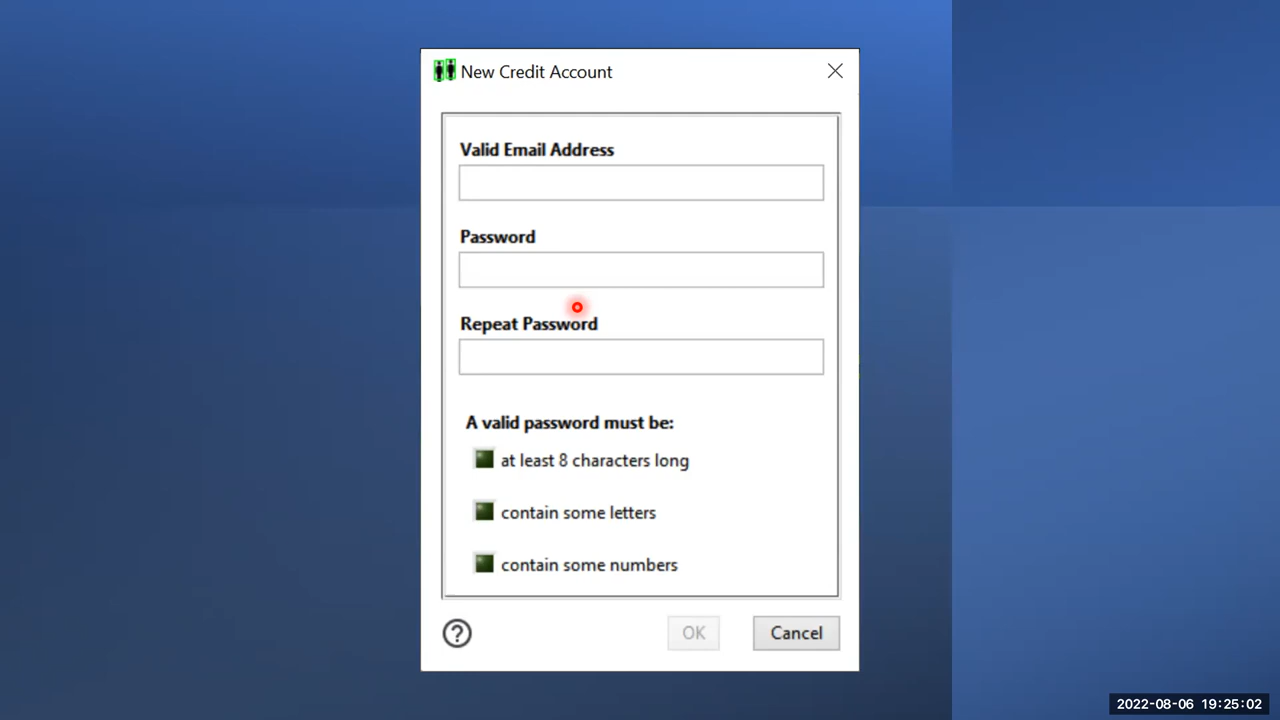 New Credit Account
Valid Email Address
Password
Repeat Password
A valid password must be:
at least 8 characters long
contain some letters
contain some numbers
?
OK
Cancel
2022-08-06 19:25:02